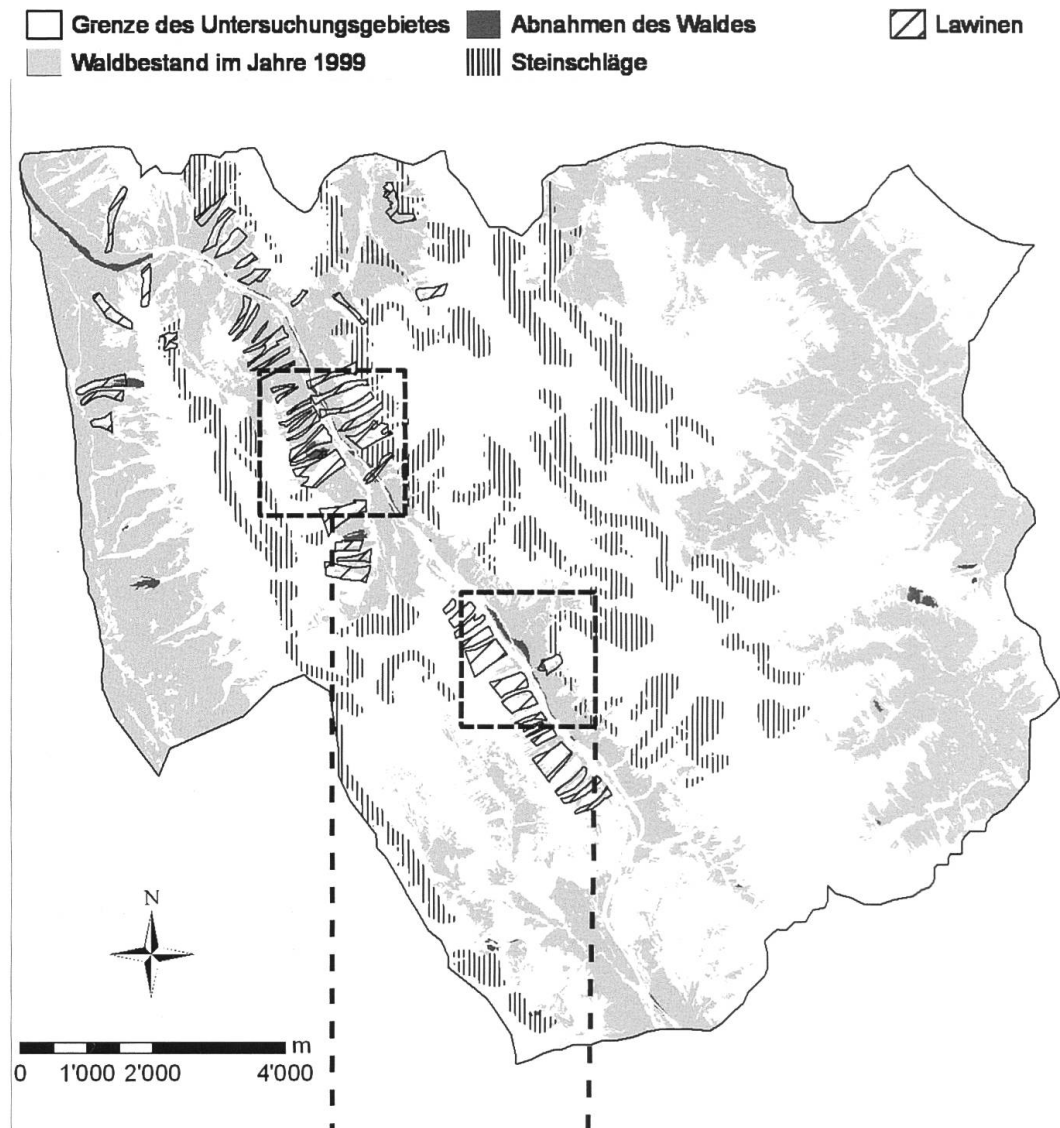 Grenze des Untersuchungsgebietes Abnahmen des Waldes Lawinen
Waldbestand im Jahre 1999 Steinschläge
N
m
0 1'000 2'000 4'000